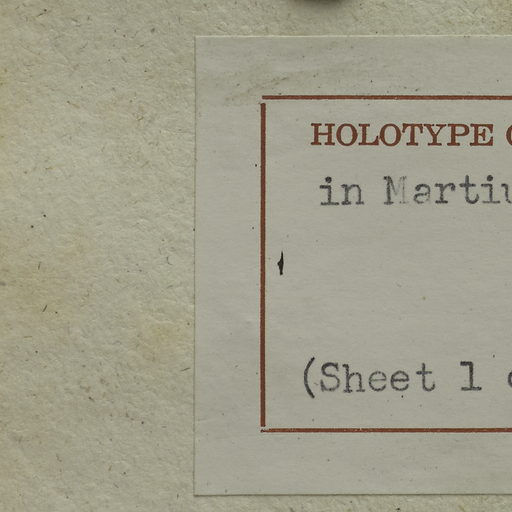 HOLOTYPE
in Martiu
(Sheet 1